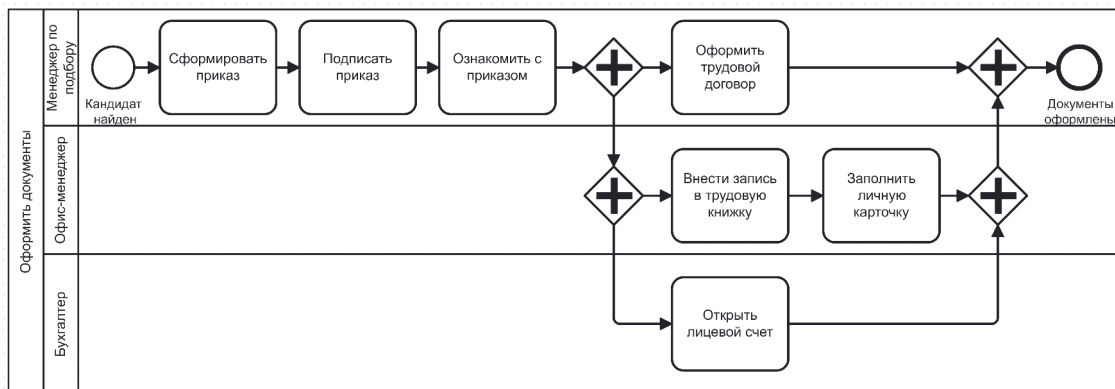 Оформить документы
Менеджер по
подбору
Кандидат
найден
Сформировать
приказ
Подписать
приказ
Ознакомить с
приказом
Оформить
трудовой
договор
Документы
оформлены
Офис-менеджер
Внести запись
в трудовую
книжку
Заполнить
личную
карточку
Бухгалтер
Открыть
лицевой счет